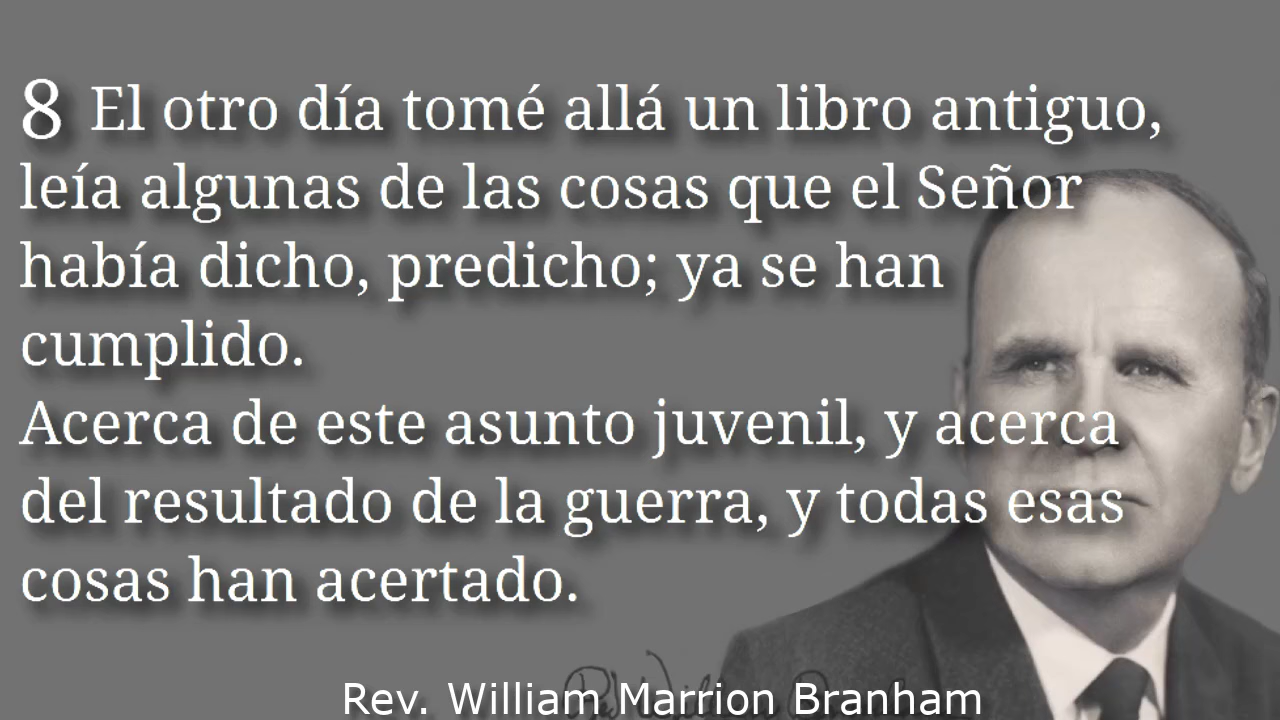 8 El otro día tomé allá un libro antiguo,
leía algunas de las cosas que el Señor
había dicho, predicho; ya se han
cumplido.
Acerca de este asunto juvenil, y acerca
del resultado de la guerra, y todas esas
cosas han acertado.
Rev. William Marrion Branham